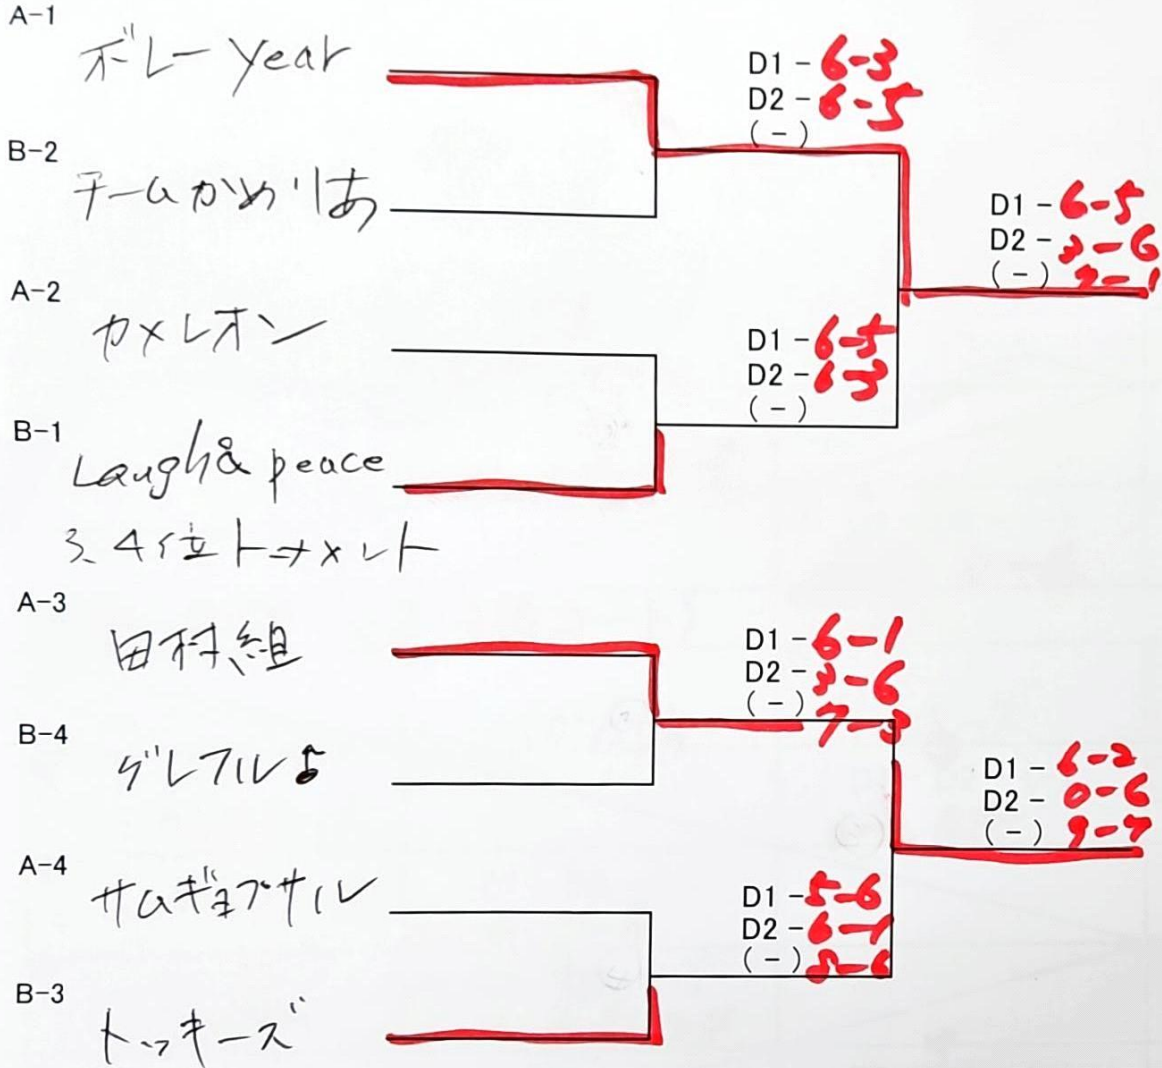 A-1
ボレーyear
D1 - 6-3
D2 - 6-5
( - )
B-2
チームかめりあ
D1 - 6-5
D2 - 3-6
( - )
A-2
カメレオン
D1 - 6-5
D2 - 6-3
( - )
B-1
Laugh& peace
3、4位トーナメント
A-3
田村組
D1 - 6-1
D2 - 3-6
( - ) 7-3
B-4
グレフル♪
D1 - 6-2
D2 - 0-6
( - ) 9-7
A-4
サムギョプサル
D1 - 5-6
D2 - 6-1
( - )
B-3
トッキーズ